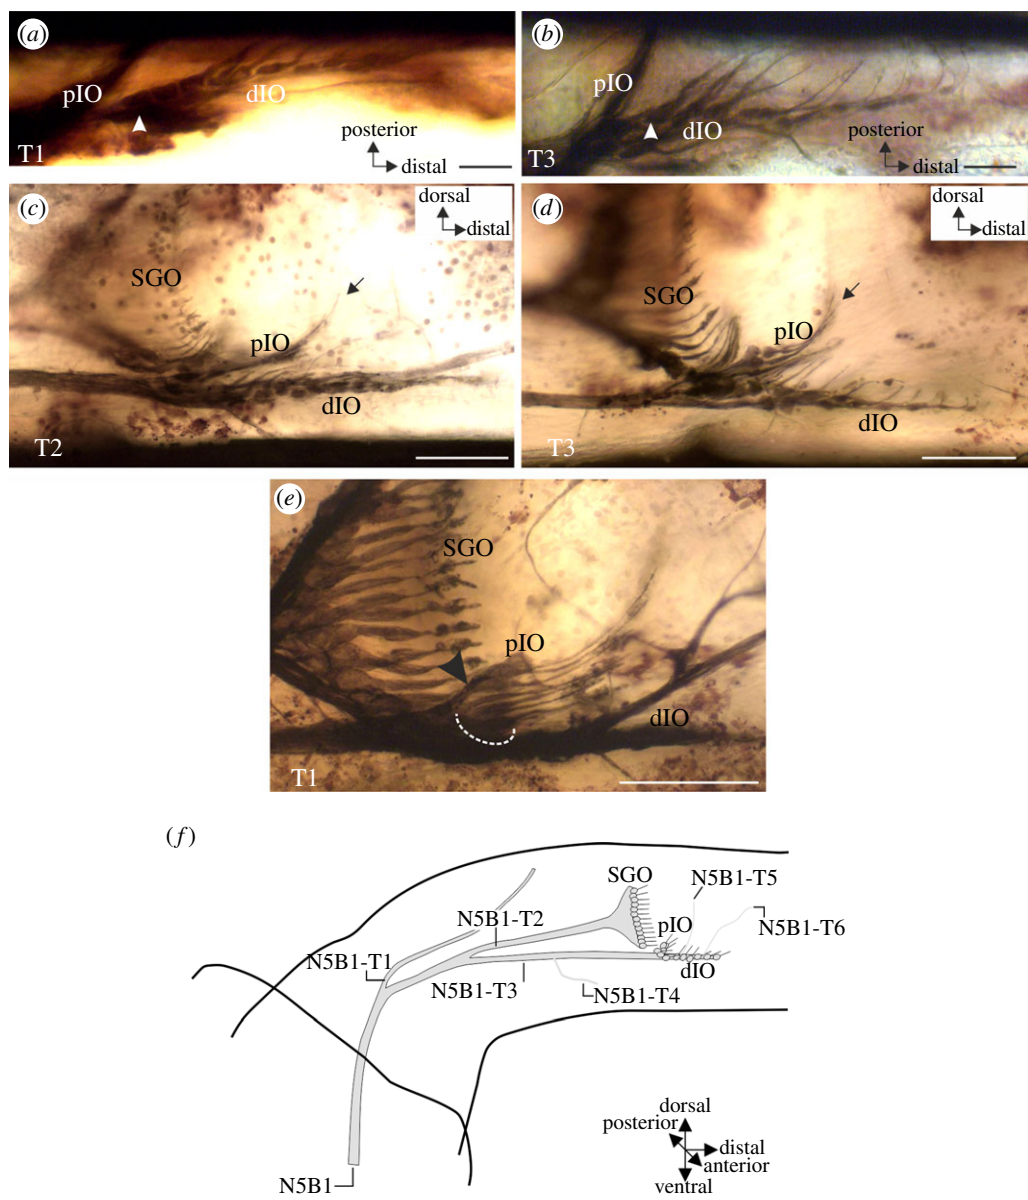 (a)
pIO
dIO
posterior
distal
T1
(b)
pIO
dIO
posterior
distal
T3
(c)
dorsal
distal
SGO
pIO
dIO
T2
(d)
dorsal
distal
SGO
pIO
dIO
T3
(e)
SGO
pIO
dIO
T1
(f)
SGO
N5B1-T5
N5B1-T2
pIO
N5B1-T6
N5B1-T1
dIO
N5B1-T3
N5B1-T4
dorsal
posterior
distal
anterior
ventral
N5B1